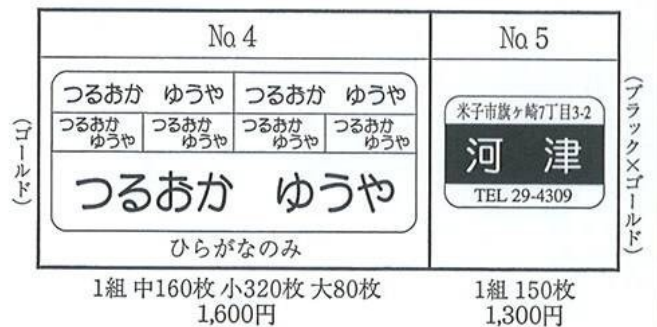 No.4
つるおか ゆうや つるおか ゆうや
つるおか ゆうや つるおか ゆうや つるおか ゆうや つるおか ゆうや
つるおか ゆうや
ひらがなのみ
(ゴールド)
1組 中160枚 小320枚 大80枚
1,600円
No.5
米子市旗ヶ崎7丁目3-2
河 津
TEL 29-4309
(ブラック×ゴールド)
1組 150枚
1,300円